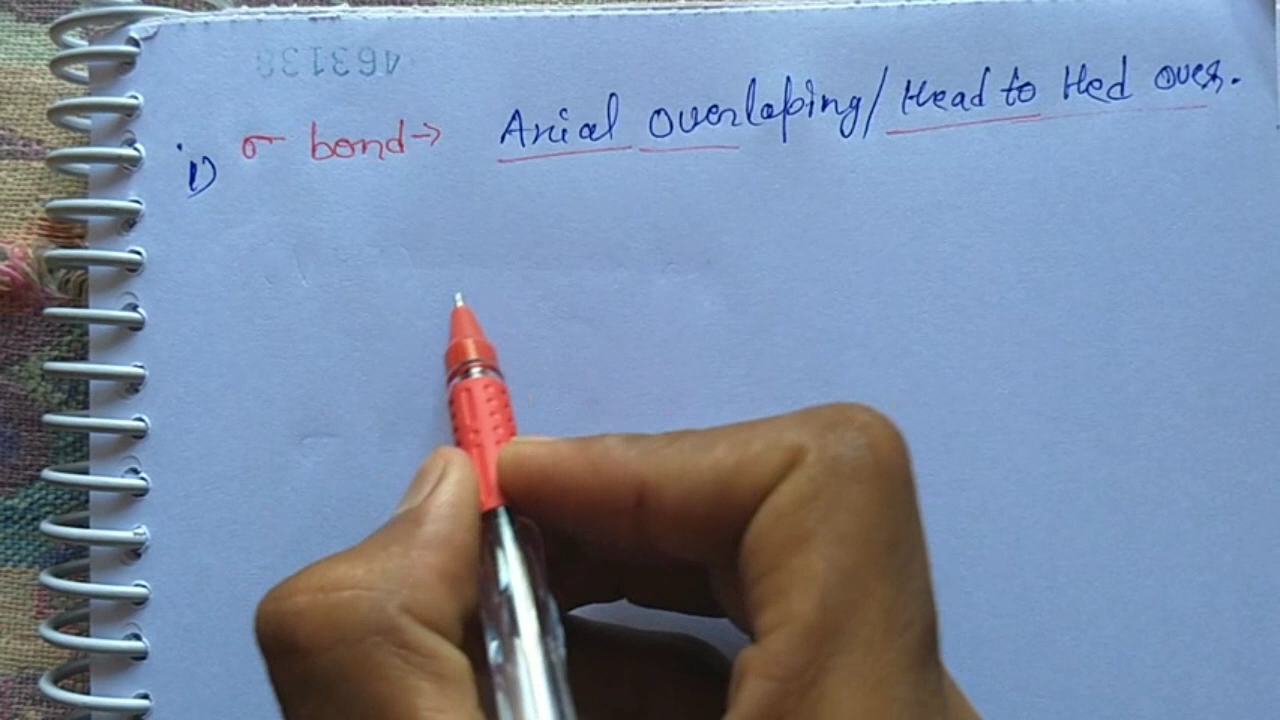 463138
i) σ bond→ Axial overlaping/Head to Hed over.